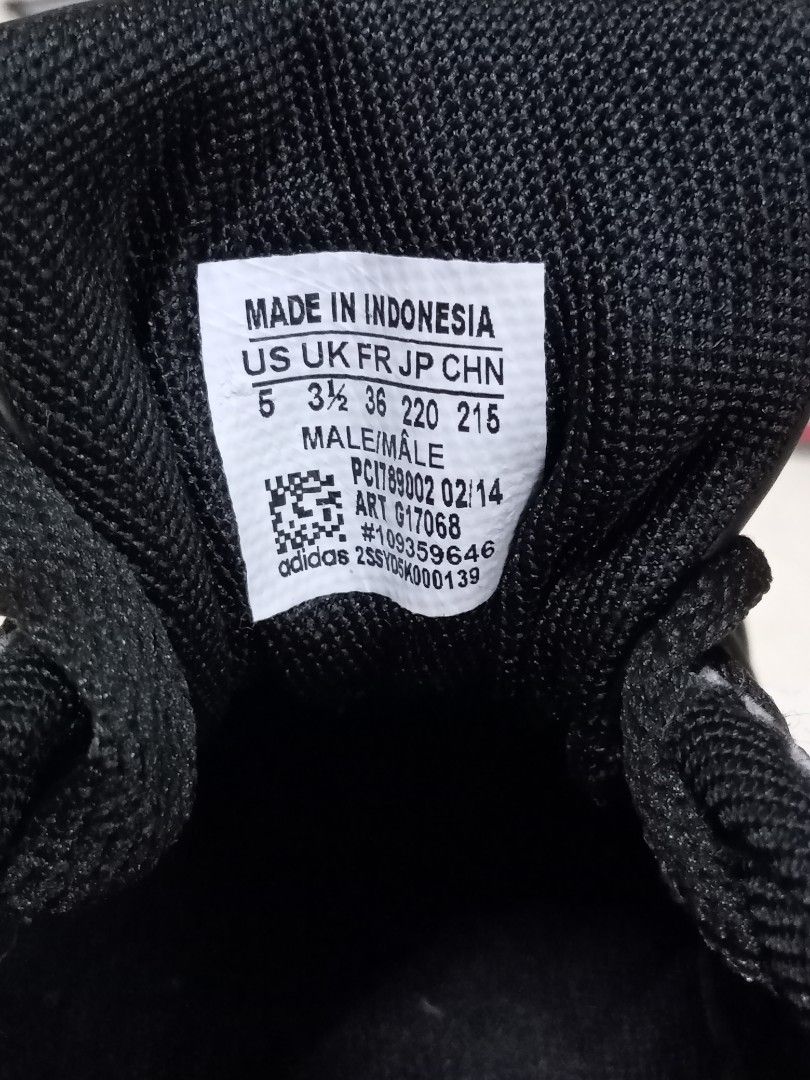 MADE IN INDONESIA
US UK FR JP CHN
5 3½ 36 220 215
MALE/MÂLE
PCI789002 02/14
ART G17068
#109359646
adidas 2SSYD5K000139